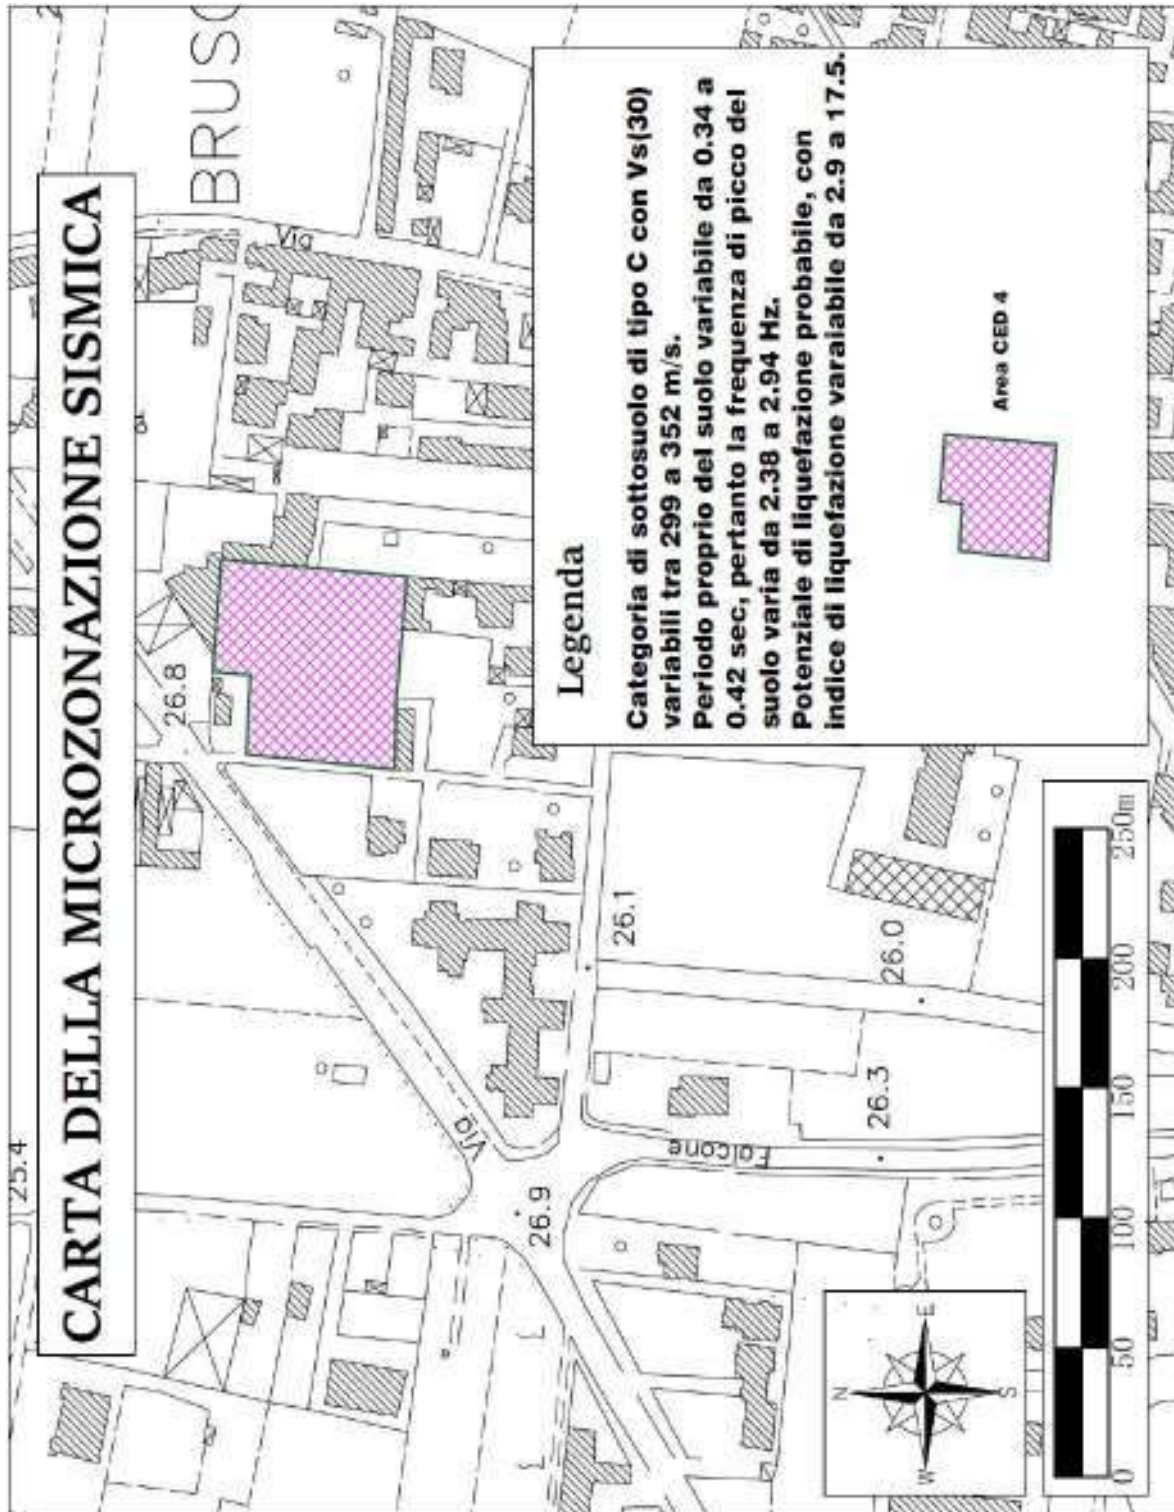 CARTA DELLA MICROZONAZIONE SISMICA
BRUSC
Via
25.4
26.8
Via
26.9
26.1
26.0
26.3
Falcone
Legenda
Categoria di sottosuolo di tipo C con Vs(30)
variabili tra 299 a 352 m/s.
Periodo proprio del suolo variabile da 0.34 a
0.42 sec, pertanto la frequenza di picco del
suolo varia da 2.38 a 2.94 Hz.
Potenziale di liquefazione probabile, con
indice di liquefazione varaiabile da 2.9 a 17.5.
Area CED 4
N
W
E
S
0 50 100 150 200 250m